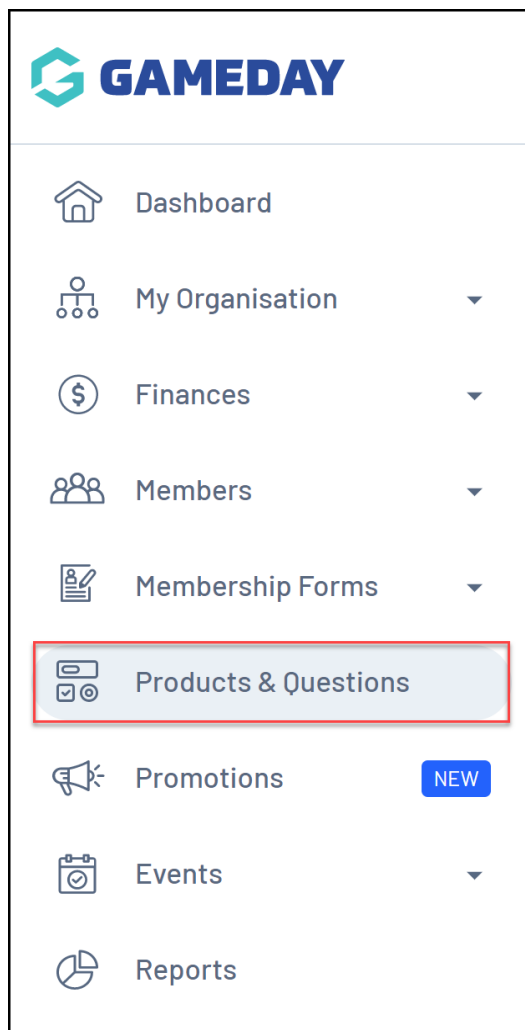 GAMEDAY
Dashboard
My Organisation
Finances
Members
Membership Forms
Products & Questions
Promotions NEW
Events
Reports